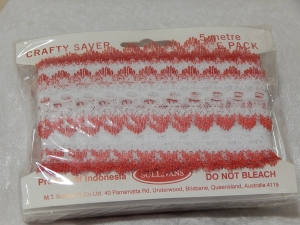 CRAFTY SAVER
5 metre
E PACK
Indonesia
SULLIVANS
DO NOT BLEACH
Co Ltd, 40 Parramatta Rd, Underwood, Brisbane, Queensland, Australia 4119